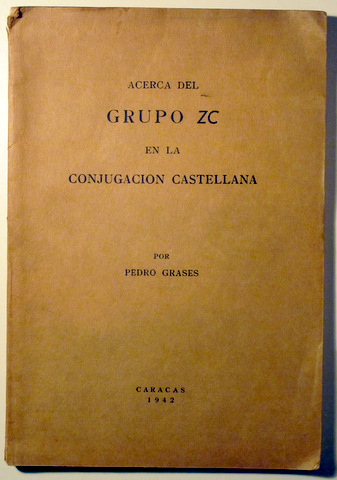 ACERCA DEL
GRUPO ZC
EN LA
CONJUGACION CASTELLANA
POR
PEDRO GRASES
CARACAS
1942